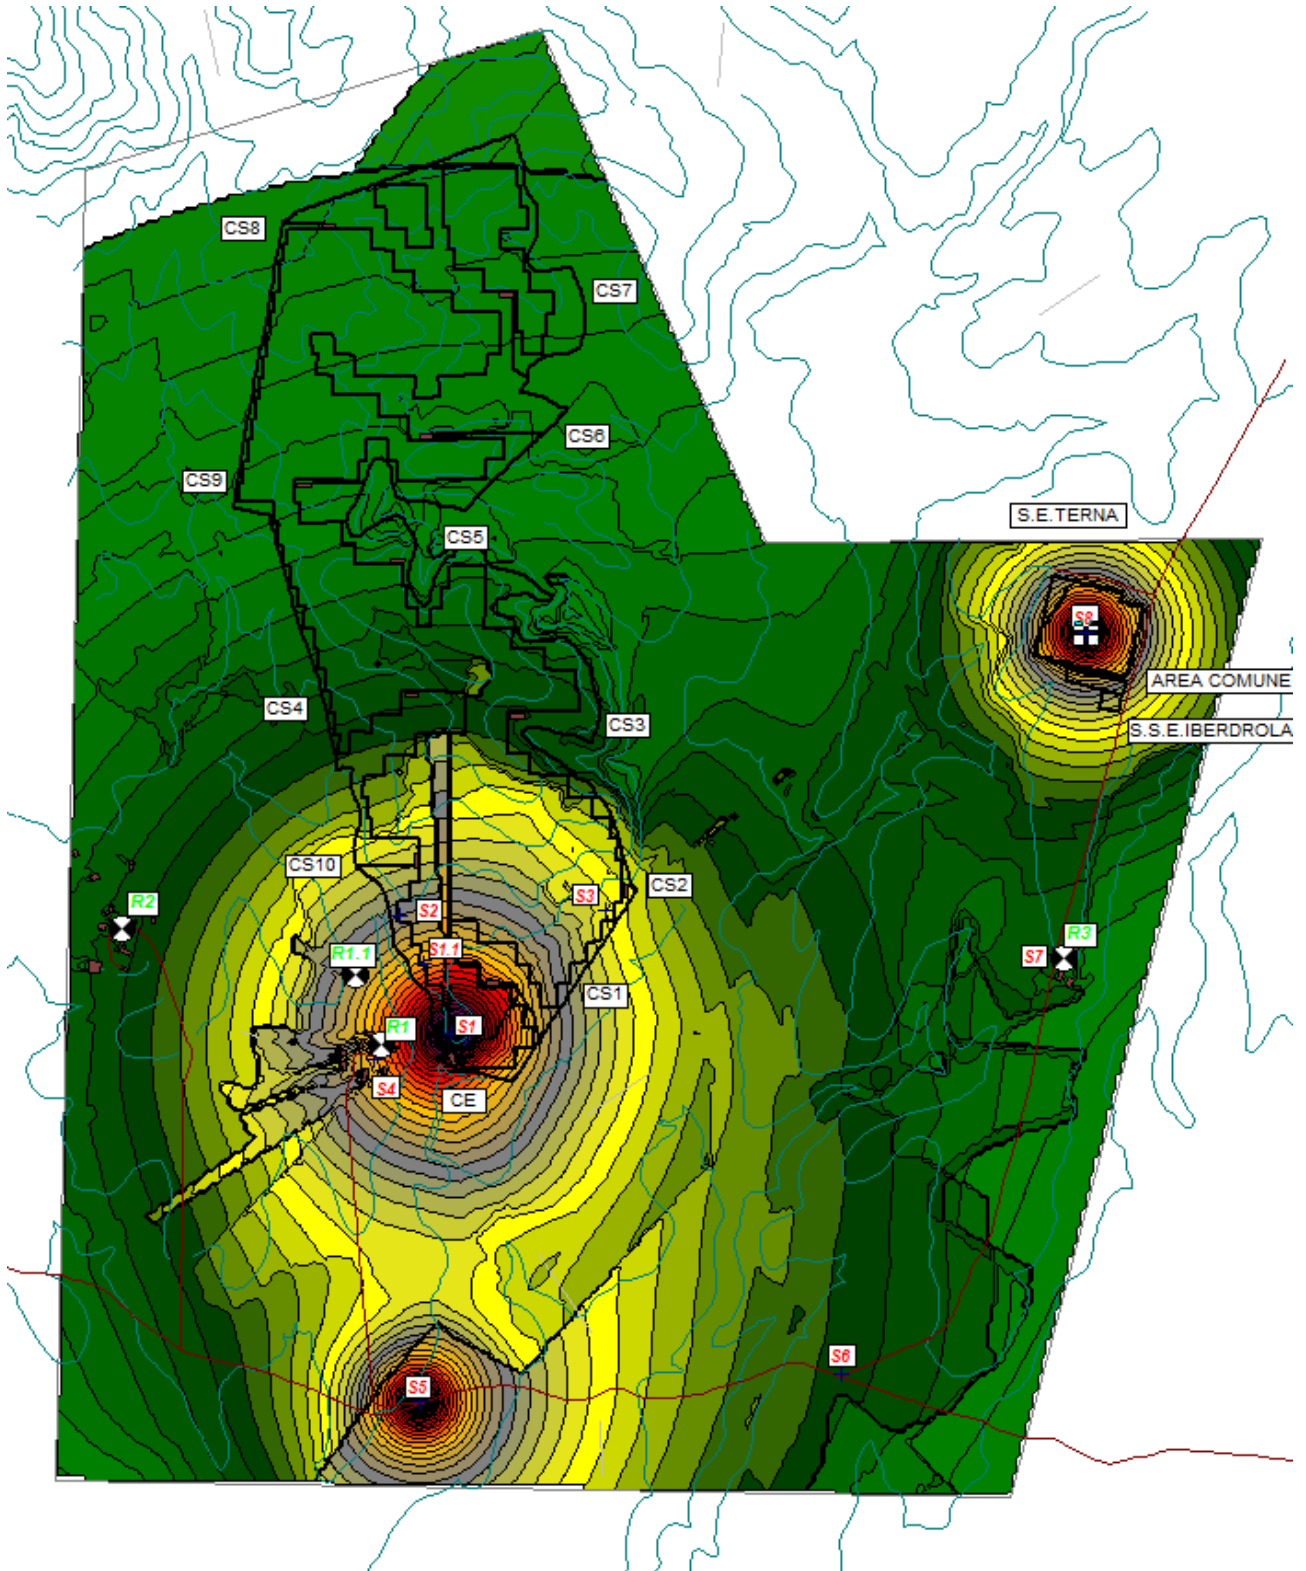 CS8
CS7
CS6
CS9
S.E.TERNA
CS5
S8
AREA COMUNE
CS4
CS3
S.S.E.IBERDROLA
CS10
CS2
S3
R2
S2
R3
S1.1
R1.1
S7
CS1
R1
S1
S4
CE
S6
S5